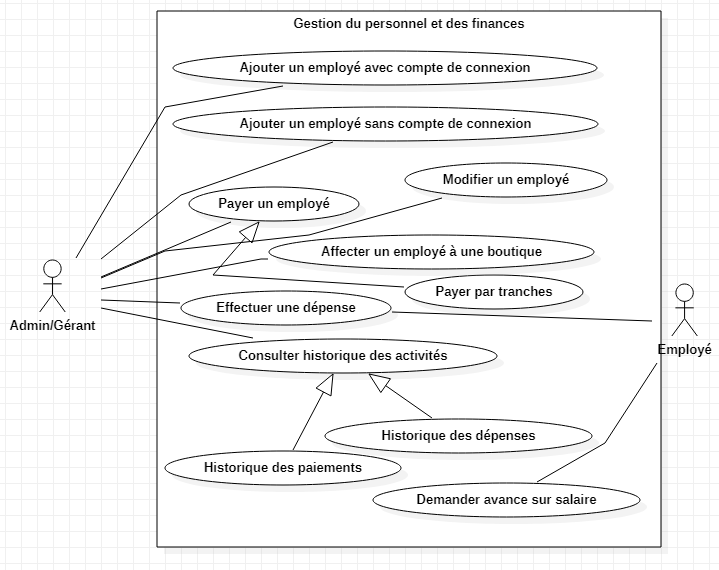 Gestion du personnel et des finances
Ajouter un employé avec compte de connexion
Ajouter un employé sans compte de connexion
Modifier un employé
Payer un employé
Affecter un employé à une boutique
Payer par tranches
Effectuer une dépense
Admin/Gérant
Employé
Consulter historique des activités
Historique des dépenses
Historique des paiements
Demander avance sur salaire